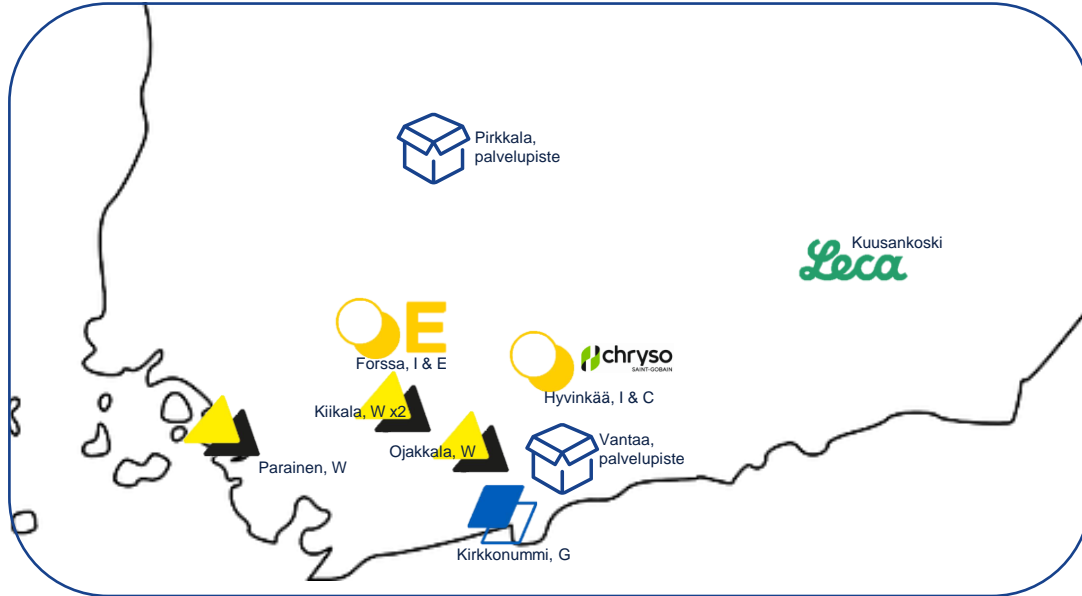 Pirkkala,
palvelupiste
Kuusankoski
Leca
E
Forssa, I & E
chryso
SAINT-GOBAIN
Hyvinkää, I & C
Kiikala, W x2
Ojakkala, W
Vantaa,
palvelupiste
Parainen, W
Kirkkonummi, G